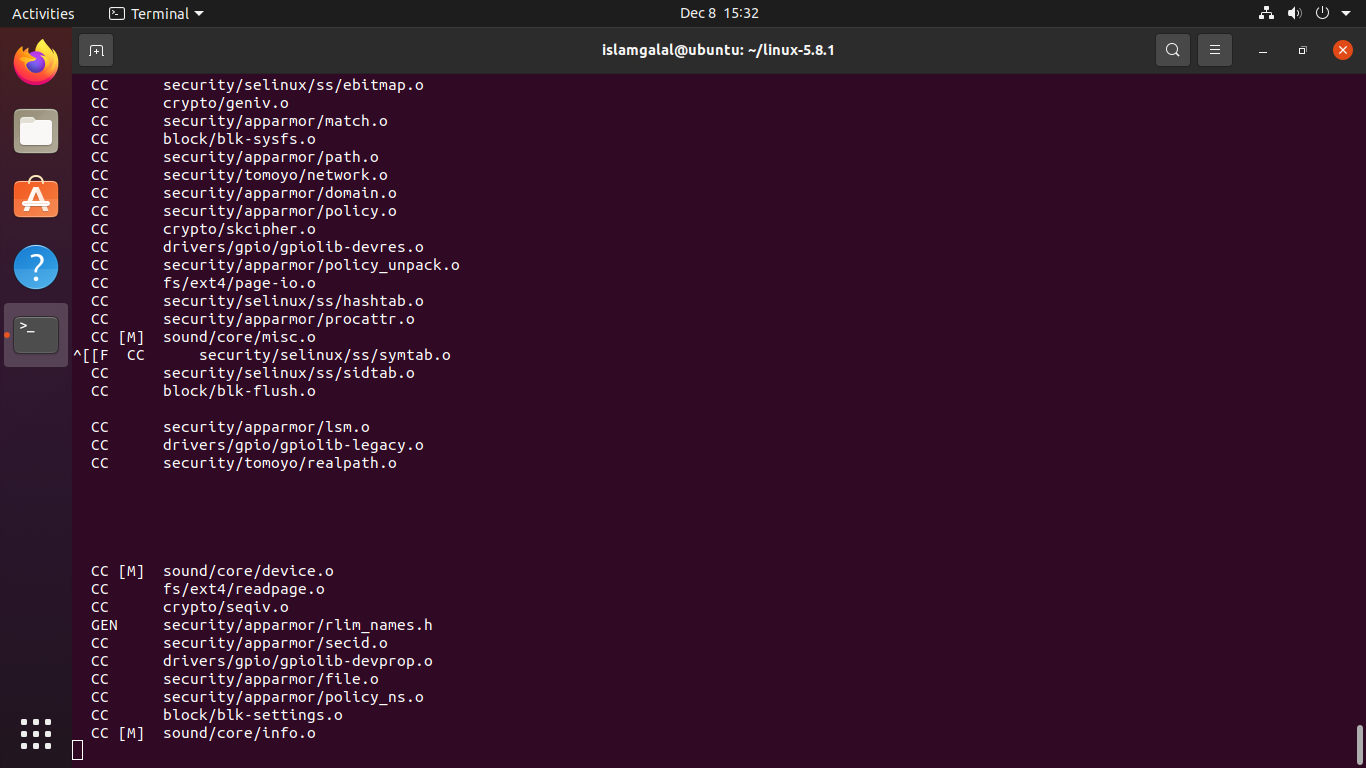 Activities Terminal Dec 8 15:32
islamgalal@ubuntu: ~/linux-5.8.1
CC security/selinux/ss/ebitmap.o
CC crypto/geniv.o
CC security/apparmor/match.o
CC block/blk-sysfs.o
CC security/apparmor/path.o
CC security/tomoyo/network.o
CC security/apparmor/domain.o
CC security/apparmor/policy.o
CC crypto/skcipher.o
CC drivers/gpio/gpiolib-devres.o
CC security/apparmor/policy_unpack.o
CC fs/ext4/page-io.o
CC security/selinux/ss/hashtab.o
CC security/apparmor/procattr.o
CC [M] sound/core/misc.o
^[[F CC security/selinux/ss/symtab.o
CC security/selinux/ss/sidtab.o
CC block/blk-flush.o
CC security/apparmor/lsm.o
CC drivers/gpio/gpiolib-legacy.o
CC security/tomoyo/realpath.o
CC [M] sound/core/device.o
CC fs/ext4/readpage.o
CC crypto/seqiv.o
GEN security/apparmor/rlim_names.h
CC security/apparmor/secid.o
CC drivers/gpio/gpiolib-devprop.o
CC security/apparmor/file.o
CC security/apparmor/policy_ns.o
CC block/blk-settings.o
CC [M] sound/core/info.o